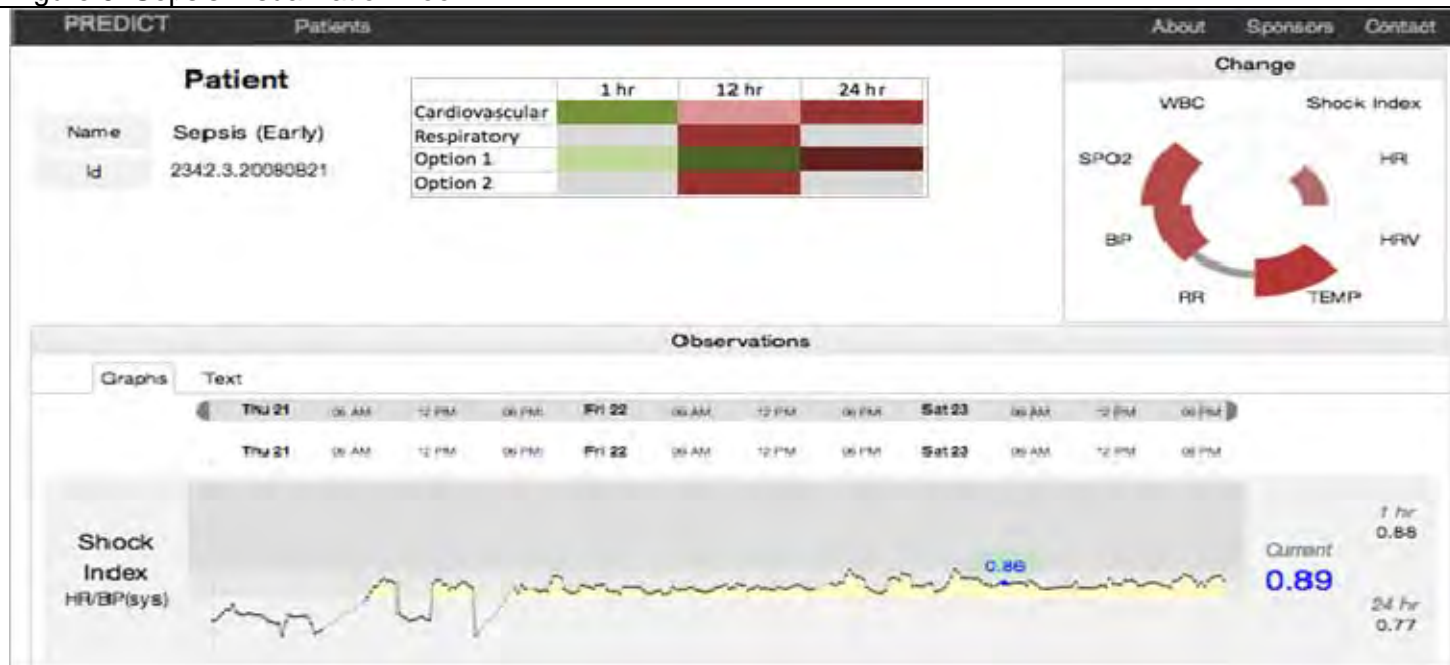 PREDICT Patients About Sponsors Contact
Patient
Name Sepsis (Early)
Id 2342.3.20080821
1 hr 12 hr 24 hr
Cardiovascular
Respiratory
Option 1
Option 2
Change
WBC Shock Index
SPO2 HR
BP HRV
RR TEMP
Observations
Graphs Text
Thu 21 06 AM 12 PM 06 PM Fri 22 06 AM 12 PM 06 PM Sat 23 06 AM 12 PM 06 PM
Thu 21 06 AM 12 PM 06 PM Fri 22 06 AM 12 PM 06 PM Sat 23 06 AM 12 PM 06 PM
Shock
Index
HR/BP(sys)
0.86
Current
0.89
1 hr
0.88
24 hr
0.77